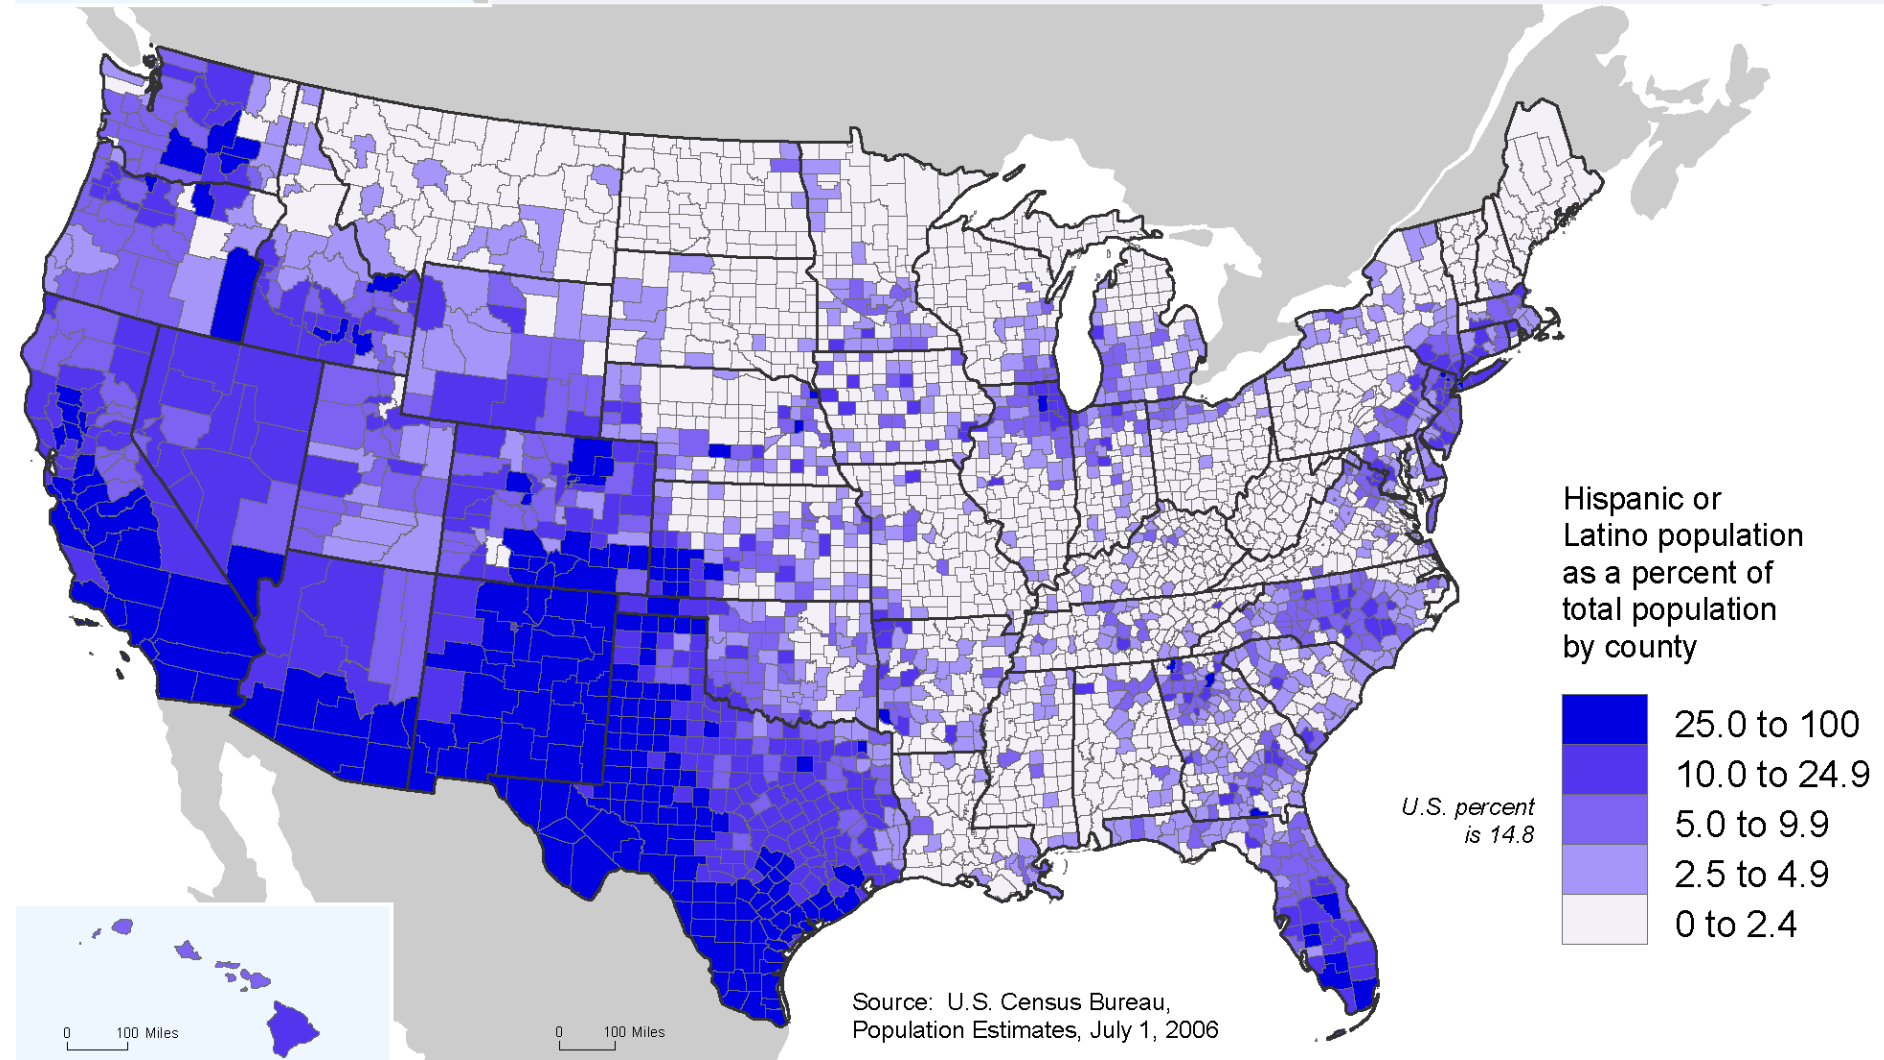 Hispanic or
Latino population
as a percent of
total population
by county
25.0 to 100
10.0 to 24.9
5.0 to 9.9
2.5 to 4.9
0 to 2.4
U.S. percent
is 14.8
Source: U.S. Census Bureau,
Population Estimates, July 1, 2006
0 100 Miles
0 100 Miles